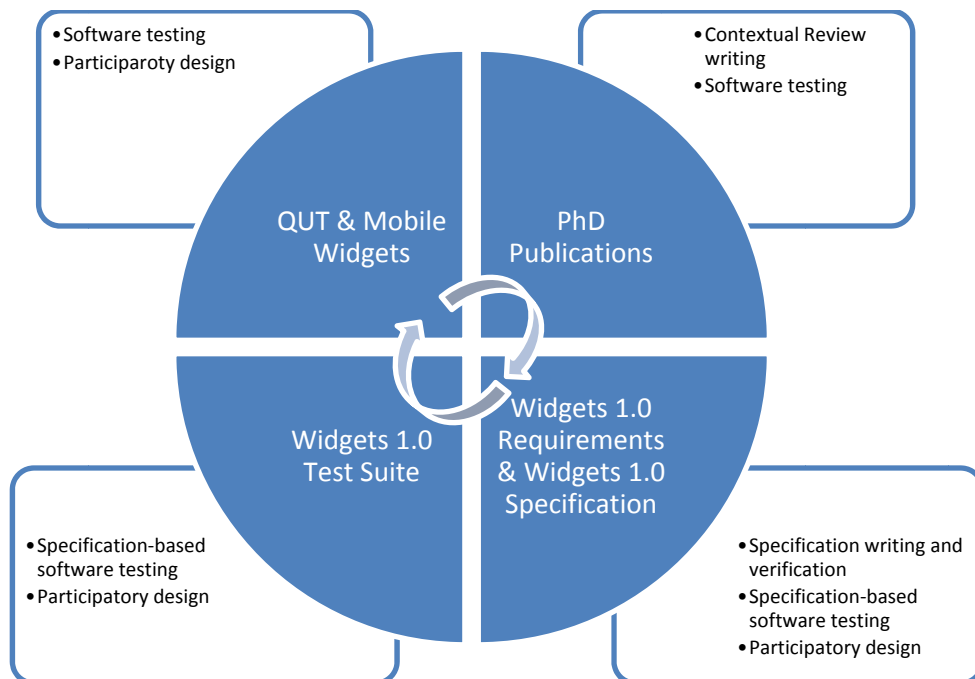 •Software testing
•Participaroty design
•Contextual Review
writing
•Software testing
QUT & Mobile
Widgets
PhD
Publications
Widgets 1.0
Test Suite
Widgets 1.0
Requirements
& Widgets 1.0
Specification
•Specification-based
software testing
•Participatory design
•Specification writing and
verification
•Specification-based
software testing
•Participatory design